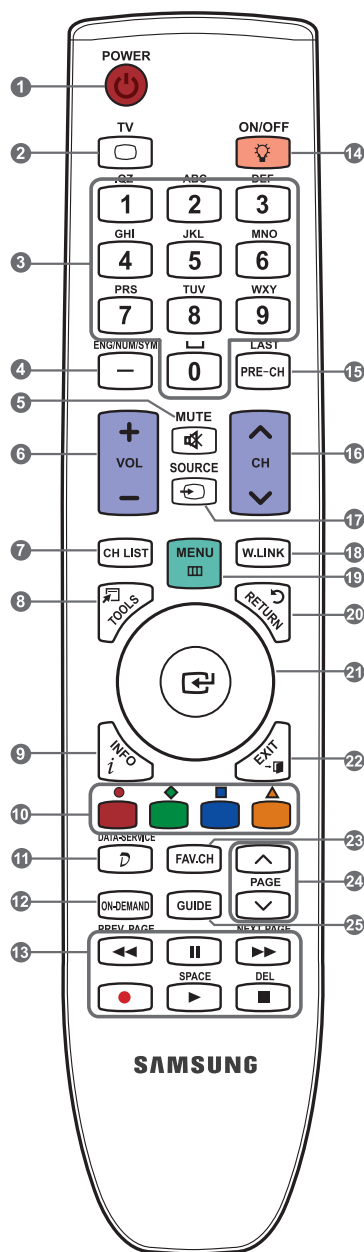 POWER
1
TV
ON/OFF
2
14
.QZ
ABC
DEF
1
2
3
GHI
JKL
MNO
3
4
5
6
PRS
TUV
WXY
7
8
9
ENG/NUM/SYM
LAST
4
0
PRE-CH
15
5
MUTE
6
+
VOL
−
CH
16
SOURCE
17
7
CH LIST
MENU
W.LINK
18
19
8
TOOLS
RETURN
20
21
9
INFO
i
EXIT
22
10
DATA-SERVICE
23
11
D
FAV.CH
24
PAGE
12
ON-DEMAND
GUIDE
25
PREV PAGE
NEXT PAGE
13
SPACE
DEL
SAMSUNG